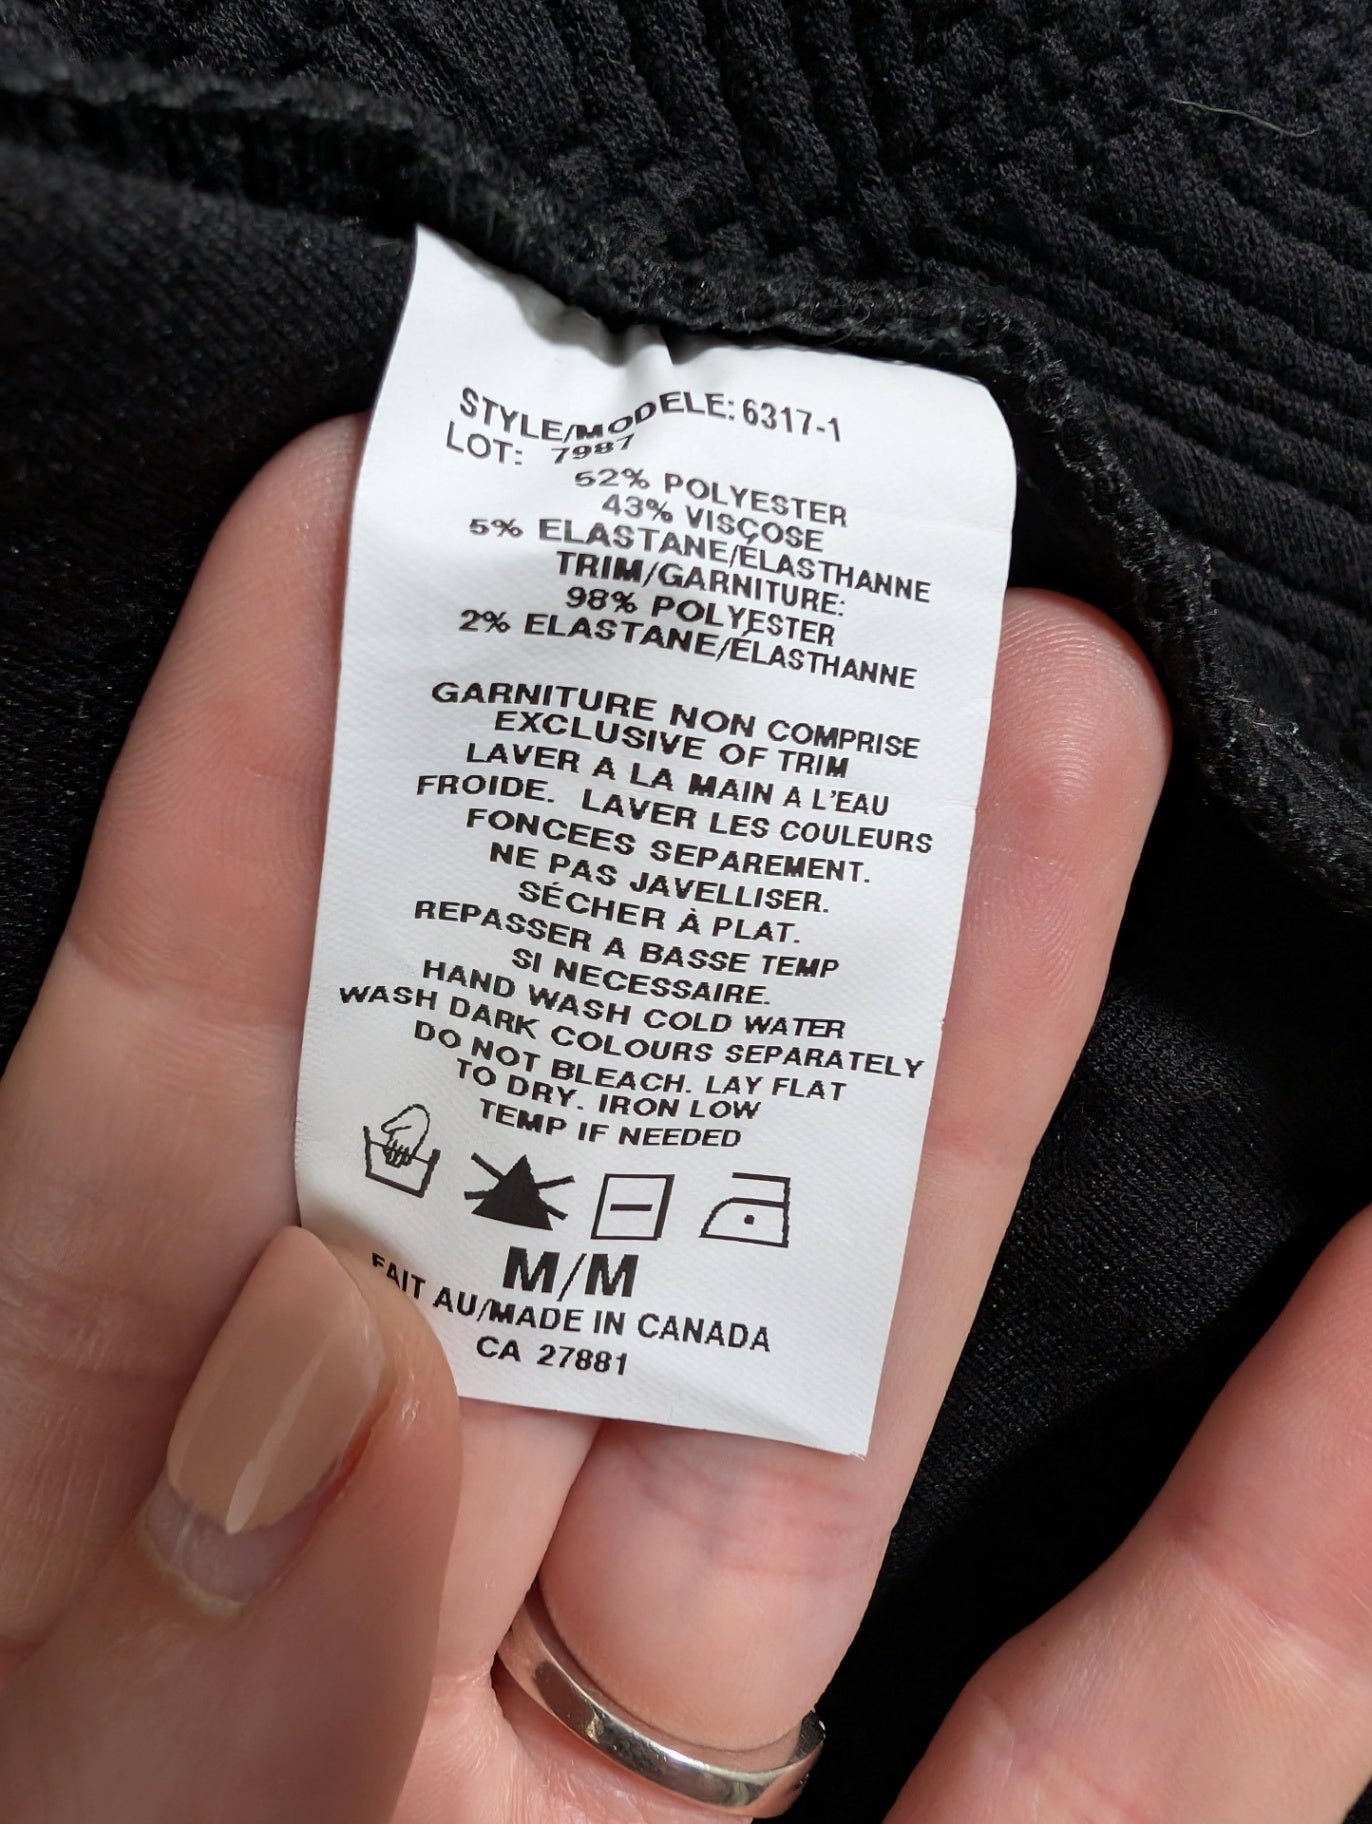 STYLE/MODELE: 6317-1
LOT: 7987
52% POLYESTER
43% VISCOSE
5% ELASTANE/ÉLASTHANNE
TRIM/GARNITURE:
98% POLYESTER
2% ELASTANE/ÉLASTHANNE
GARNITURE NON COMPRISE
EXCLUSIVE OF TRIM
LAVER A LA MAIN A L'EAU
FROIDE. LAVER LES COULEURS
FONCEES SEPAREMENT.
NE PAS JAVELLISER.
SÉCHER À PLAT.
REPASSER A BASSE TEMP
SI NECESSAIRE.
HAND WASH COLD WATER
WASH DARK COLOURS SEPARATELY
DO NOT BLEACH. LAY FLAT
TO DRY. IRON LOW
TEMP IF NEEDED
M/M
FAIT AU/MADE IN CANADA
CA 27881